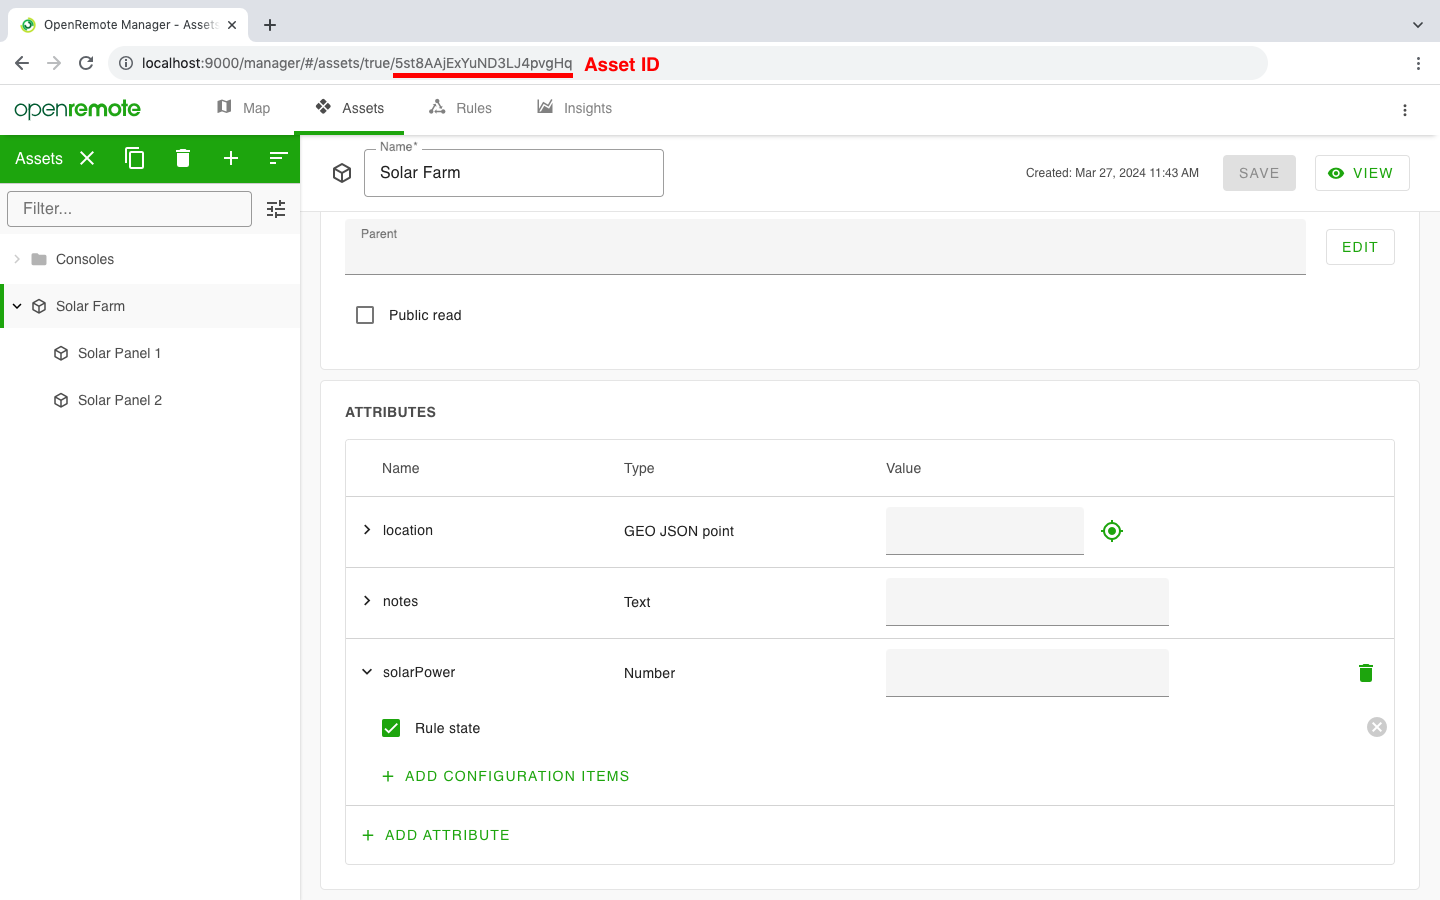 OpenRemote Manager - Assets
localhost:9000/manager/#/assets/true/5st8AAjExYuND3LJ4pvgHq Asset ID
openremote Map Assets Rules Insights
Assets
Name*
Solar Farm
Created: Mar 27, 2024 11:43 AM
SAVE
VIEW
Filter...
Consoles
Solar Farm
Solar Panel 1
Solar Panel 2
Parent
EDIT
Public read
ATTRIBUTES
Name Type Value
location GEO JSON point
notes Text
solarPower Number
Rule state
+ ADD CONFIGURATION ITEMS
+ ADD ATTRIBUTE